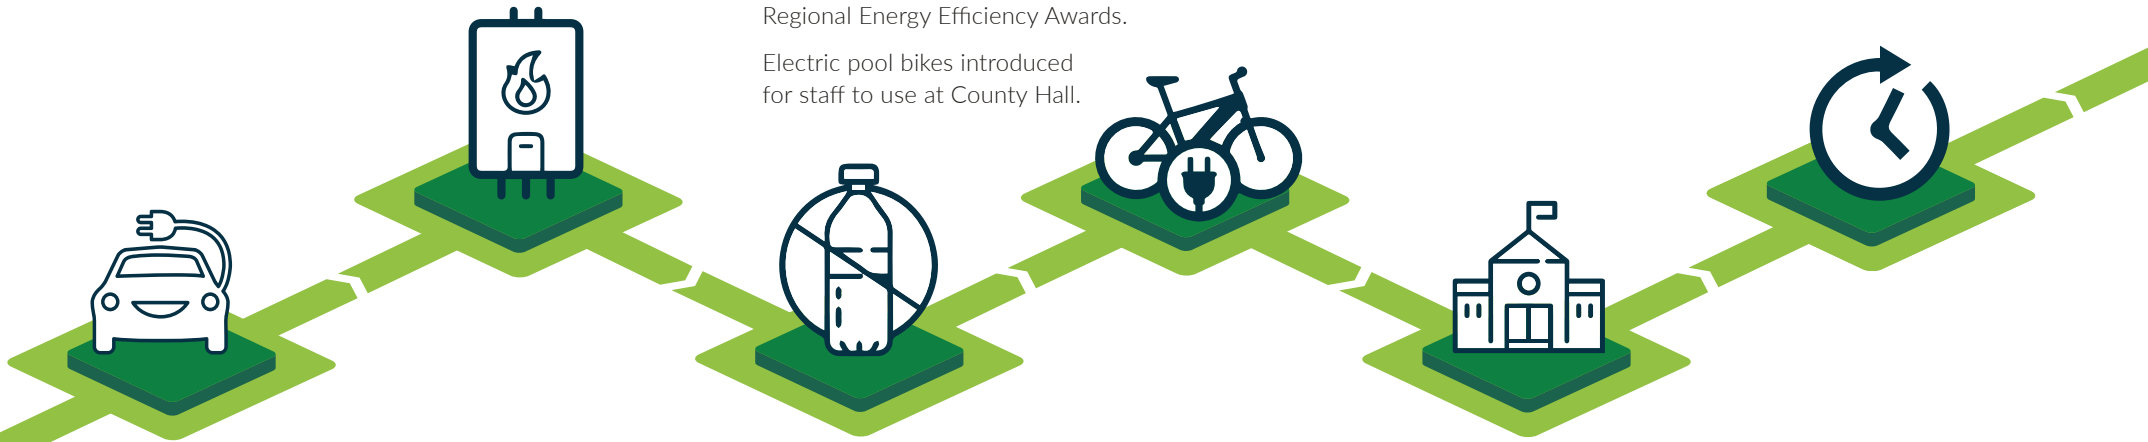 Regional Energy Efficiency Awards.
Electric pool bikes introduced
for staff to use at County Hall.